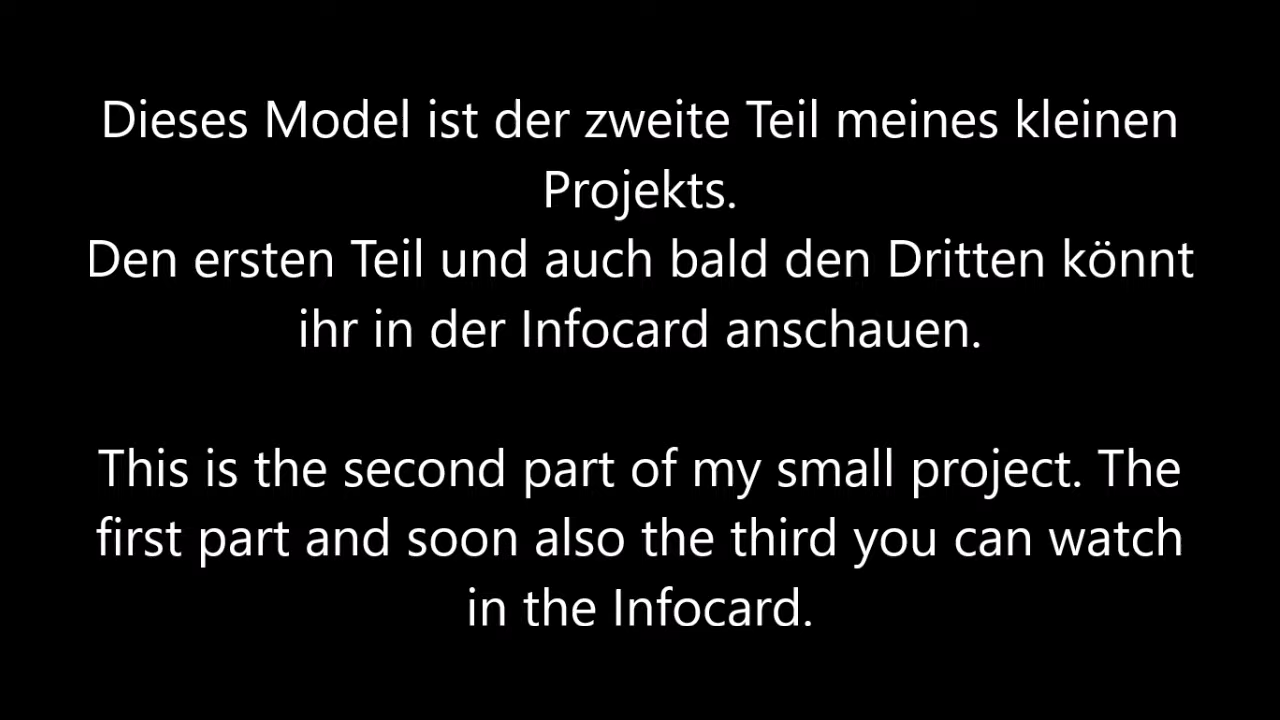 Dieses Model ist der zweite Teil meines kleinen
Projekts.
Den ersten Teil und auch bald den Dritten könnt
ihr in der Infocard anschauen.
This is the second part of my small project. The
first part and soon also the third you can watch
in the Infocard.